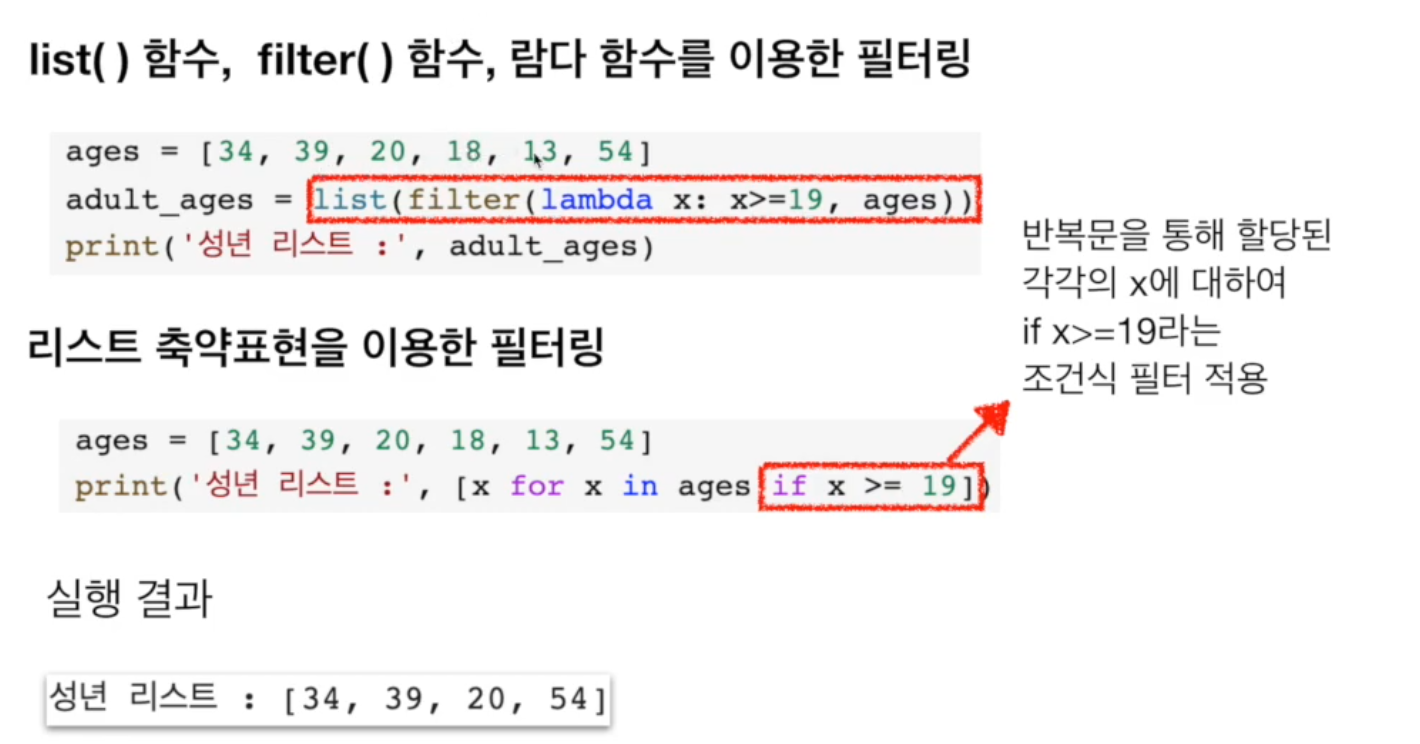 list( ) 함수,  filter( ) 함수, 람다 함수를 이용한 필터링
ages = [34, 39, 20, 18, 13, 54]
adult_ages = list(filter(lambda x: x>=19, ages))
print('성년 리스트 :', adult_ages)
반복문을 통해 할당된
각각의 x에 대하여
if x>=19라는
조건식 필터 적용
리스트 축약표현을 이용한 필터링
ages = [34, 39, 20, 18, 13, 54]
print('성년 리스트 :', [x for x in ages if x >= 19])
실행 결과
성년 리스트 : [34, 39, 20, 54]